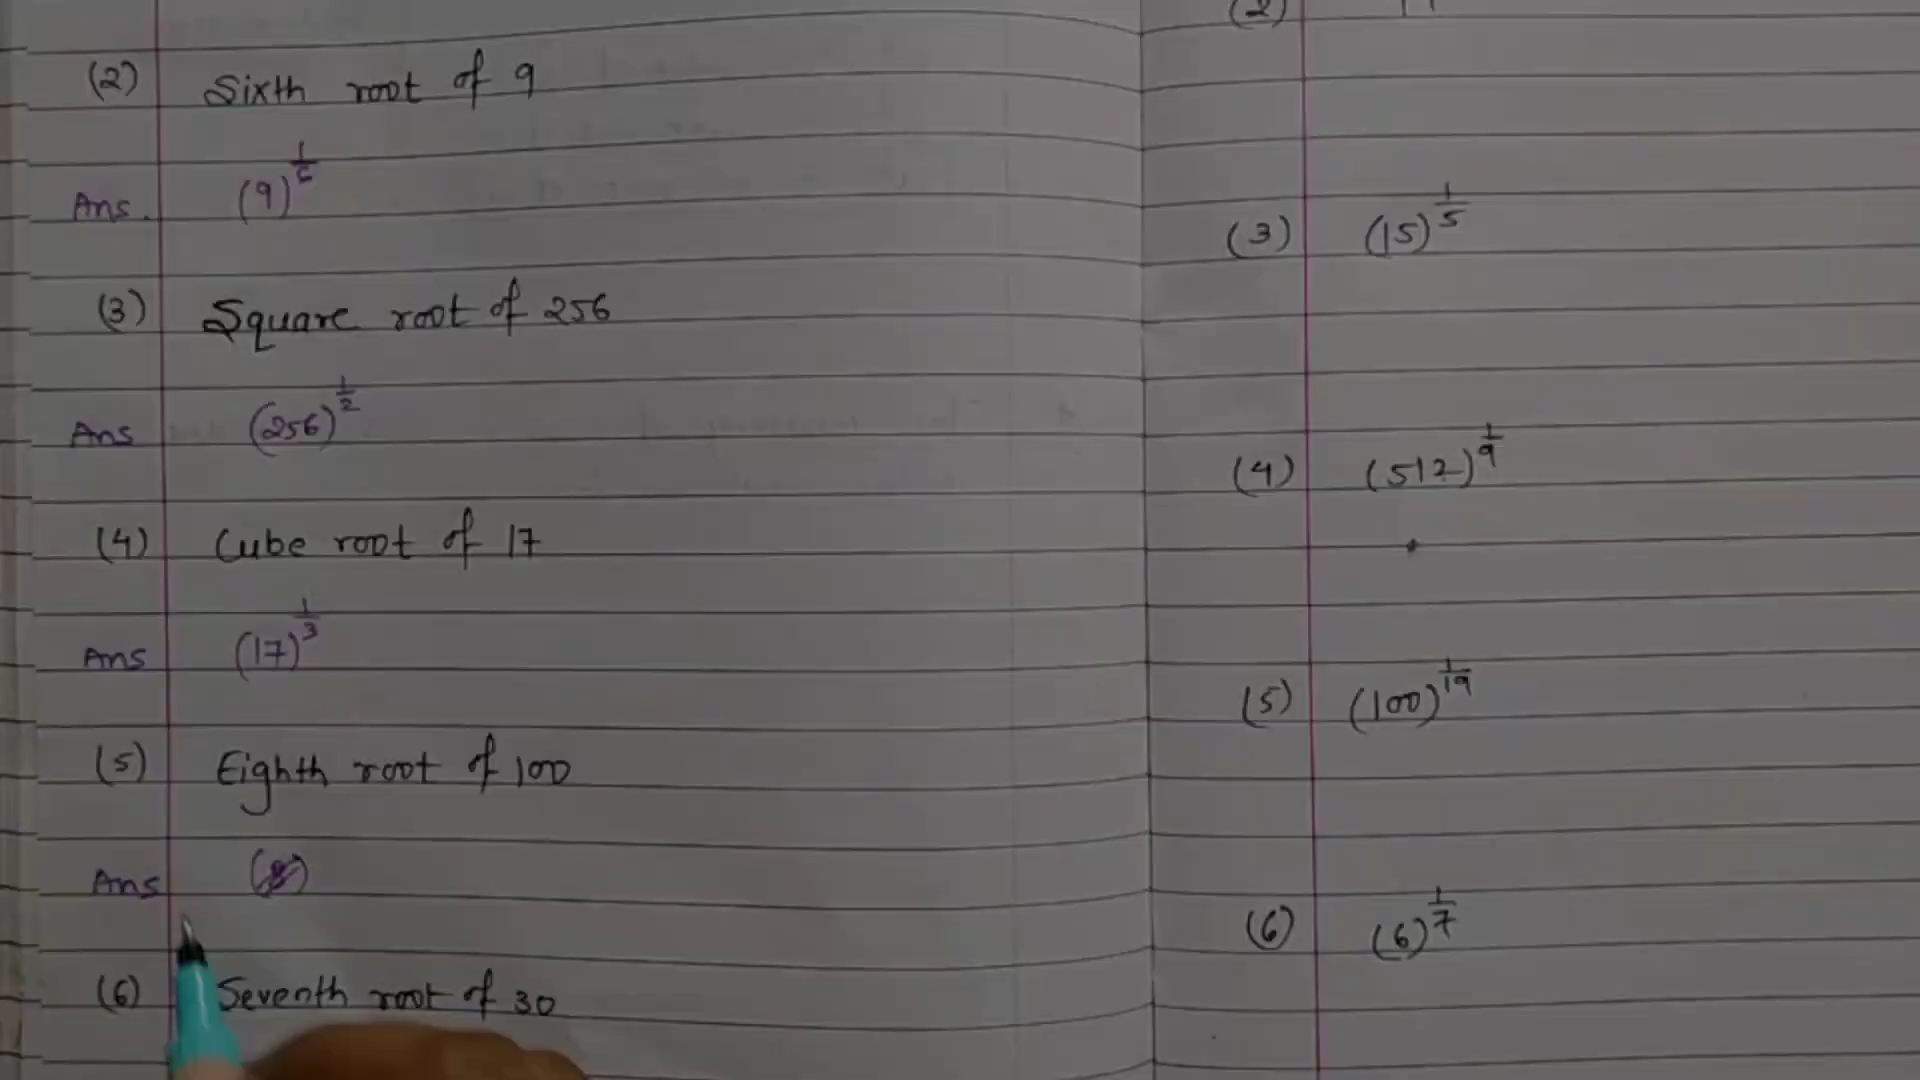 (2) Sixth root of 9
Ans. (9)^1/6
(3) Square root of 256
Ans (256)^1/2
(4) Cube root of 17
Ans (17)^1/3
(5) Eighth root of 100
Ans (
(6) Seventh root of 30
(2)
(3) (15)^1/5
(4) (512)^1/9
(5) (100)^1/19
(6) (6)^1/7